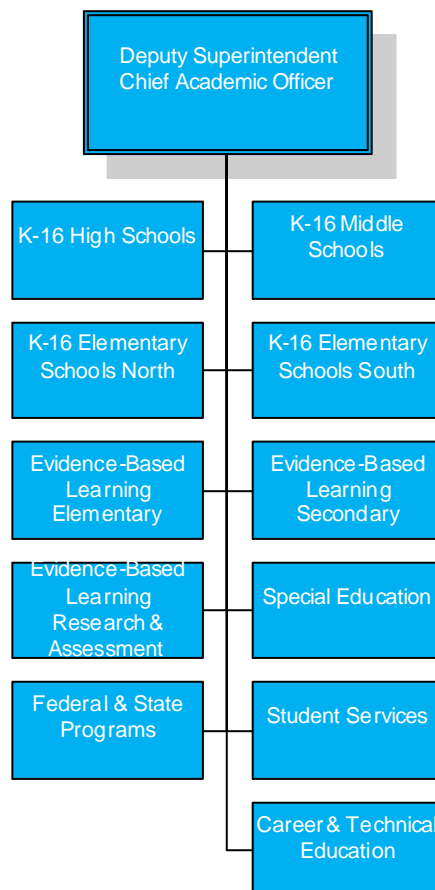 Deputy Superintendent
Chief Academic Officer
K-16 High Schools
K-16 Middle
Schools
K-16 Elementary
Schools North
K-16 Elementary
Schools South
Evidence-Based
Learning
Elementary
Evidence-Based
Learning
Secondary
Evidence-Based
Learning
Research &
Assessment
Special Education
Federal & State
Programs
Student Services
Career & Technical
Education